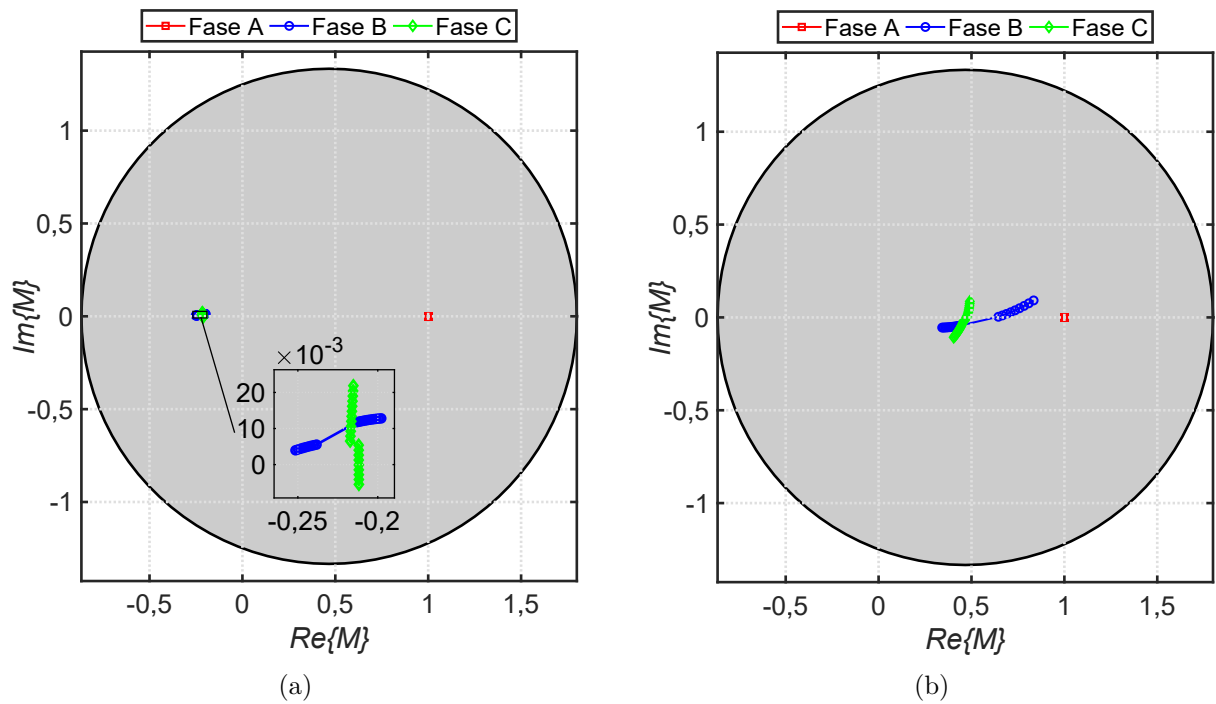 Fase A Fase B Fase C
1
0,5
0
-0,5
-1
Im{M}
×10⁻³
20
10
0
-0,25 -0,2
-0,5 0 0,5 1 1,5
Re{M}
(a)
Fase A Fase B Fase C
1
0,5
0
-0,5
-1
Im{M}
-0,5 0 0,5 1 1,5
Re{M}
(b)